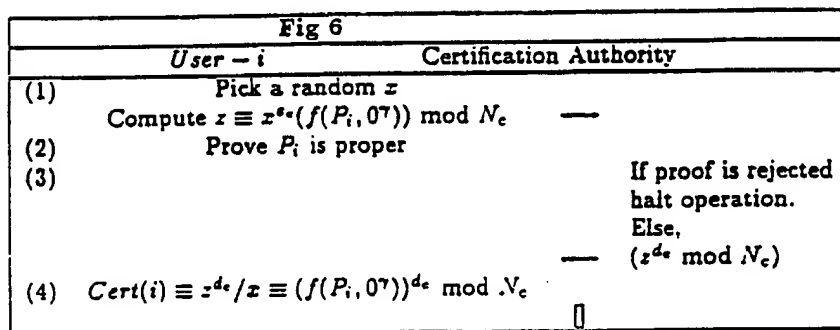 Fig 6
User – i Certification Authority
(1) Pick a random x
Compute z ≡ x^{e_c}(f(P_i, 0^γ)) mod N_c —
(2) Prove P_i is proper
(3) If proof is rejected
halt operation.
Else,
— (z^{d_c} mod N_c)
(4) Cert(i) ≡ z^{d_c}/x ≡ (f(P_i, 0^γ))^{d_c} mod N_c